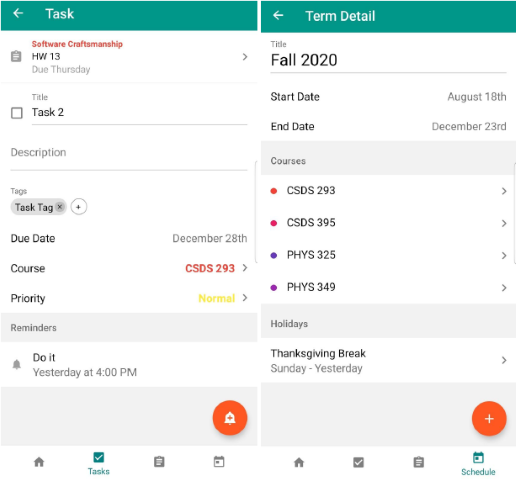 Task
Software Craftsmanship
HW 13
Due Thursday
Title
Task 2
Description
Tags
Task Tag
Due Date December 28th
Course CSDS 293
Priority Normal
Reminders
Do it
Yesterday at 4:00 PM
Tasks
Term Detail
Title
Fall 2020
Start Date August 18th
End Date December 23rd
Courses
CSDS 293
CSDS 395
PHYS 325
PHYS 349
Holidays
Thanksgiving Break
Sunday - Yesterday
Schedule